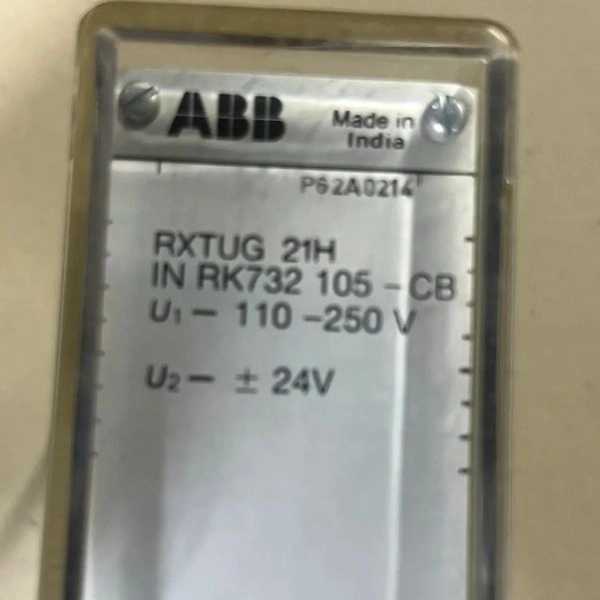 ABB
Made in
India
P62A0214
RXTUG 21H
IN RK732 105 - CB
U1 - 110 -250 V
U2 - ± 24V